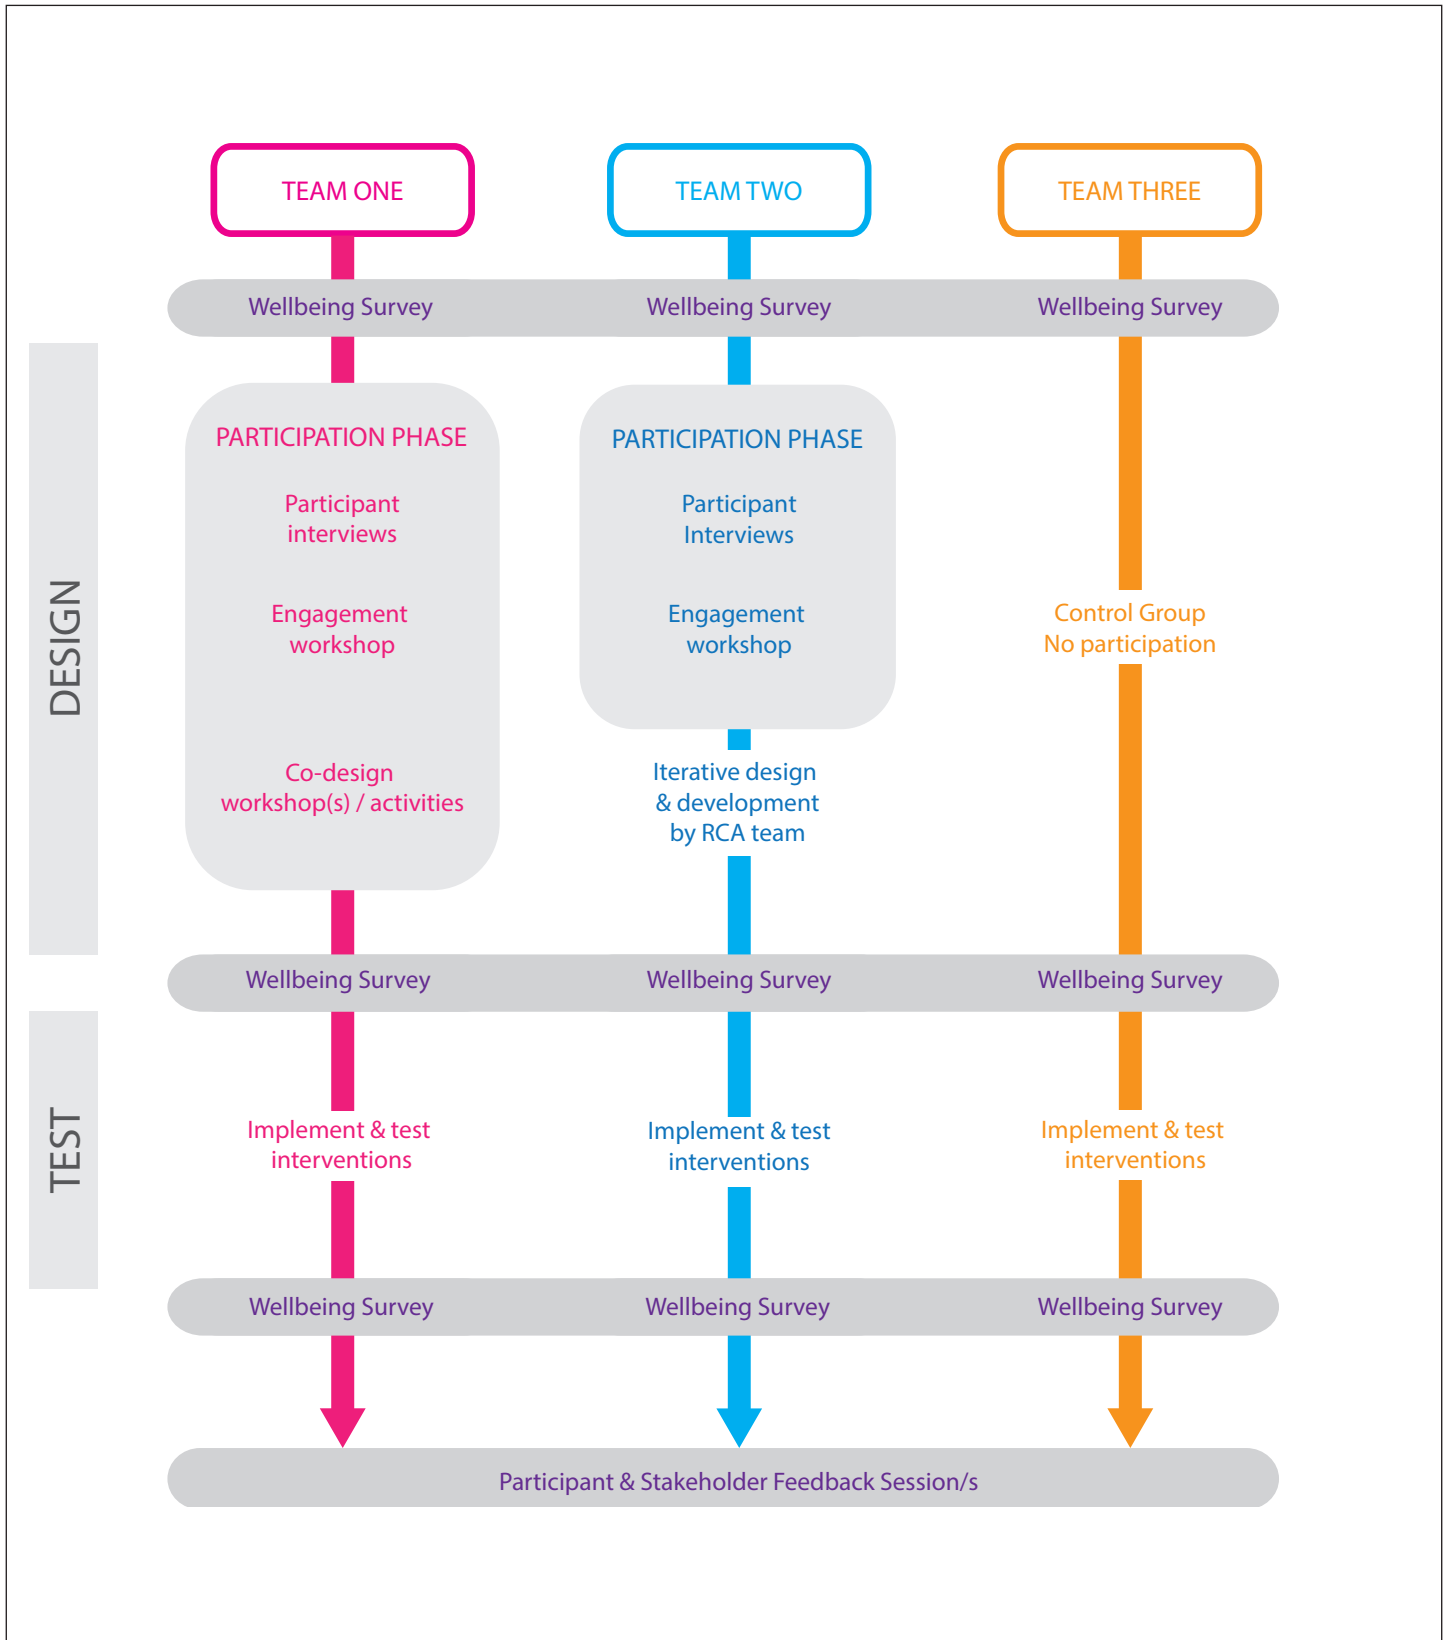 TEAM ONE
TEAM TWO
TEAM THREE
Wellbeing Survey
Wellbeing Survey
Wellbeing Survey
DESIGN
PARTICIPATION PHASE
Participant
interviews
Engagement
workshop
Co-design
workshop(s) / activities
PARTICIPATION PHASE
Participant
Interviews
Engagement
workshop
Iterative design
& development
by RCA team
Control Group
No participation
Wellbeing Survey
Wellbeing Survey
Wellbeing Survey
TEST
Implement & test
interventions
Implement & test
interventions
Implement & test
interventions
Wellbeing Survey
Wellbeing Survey
Wellbeing Survey
Participant & Stakeholder Feedback Session/s